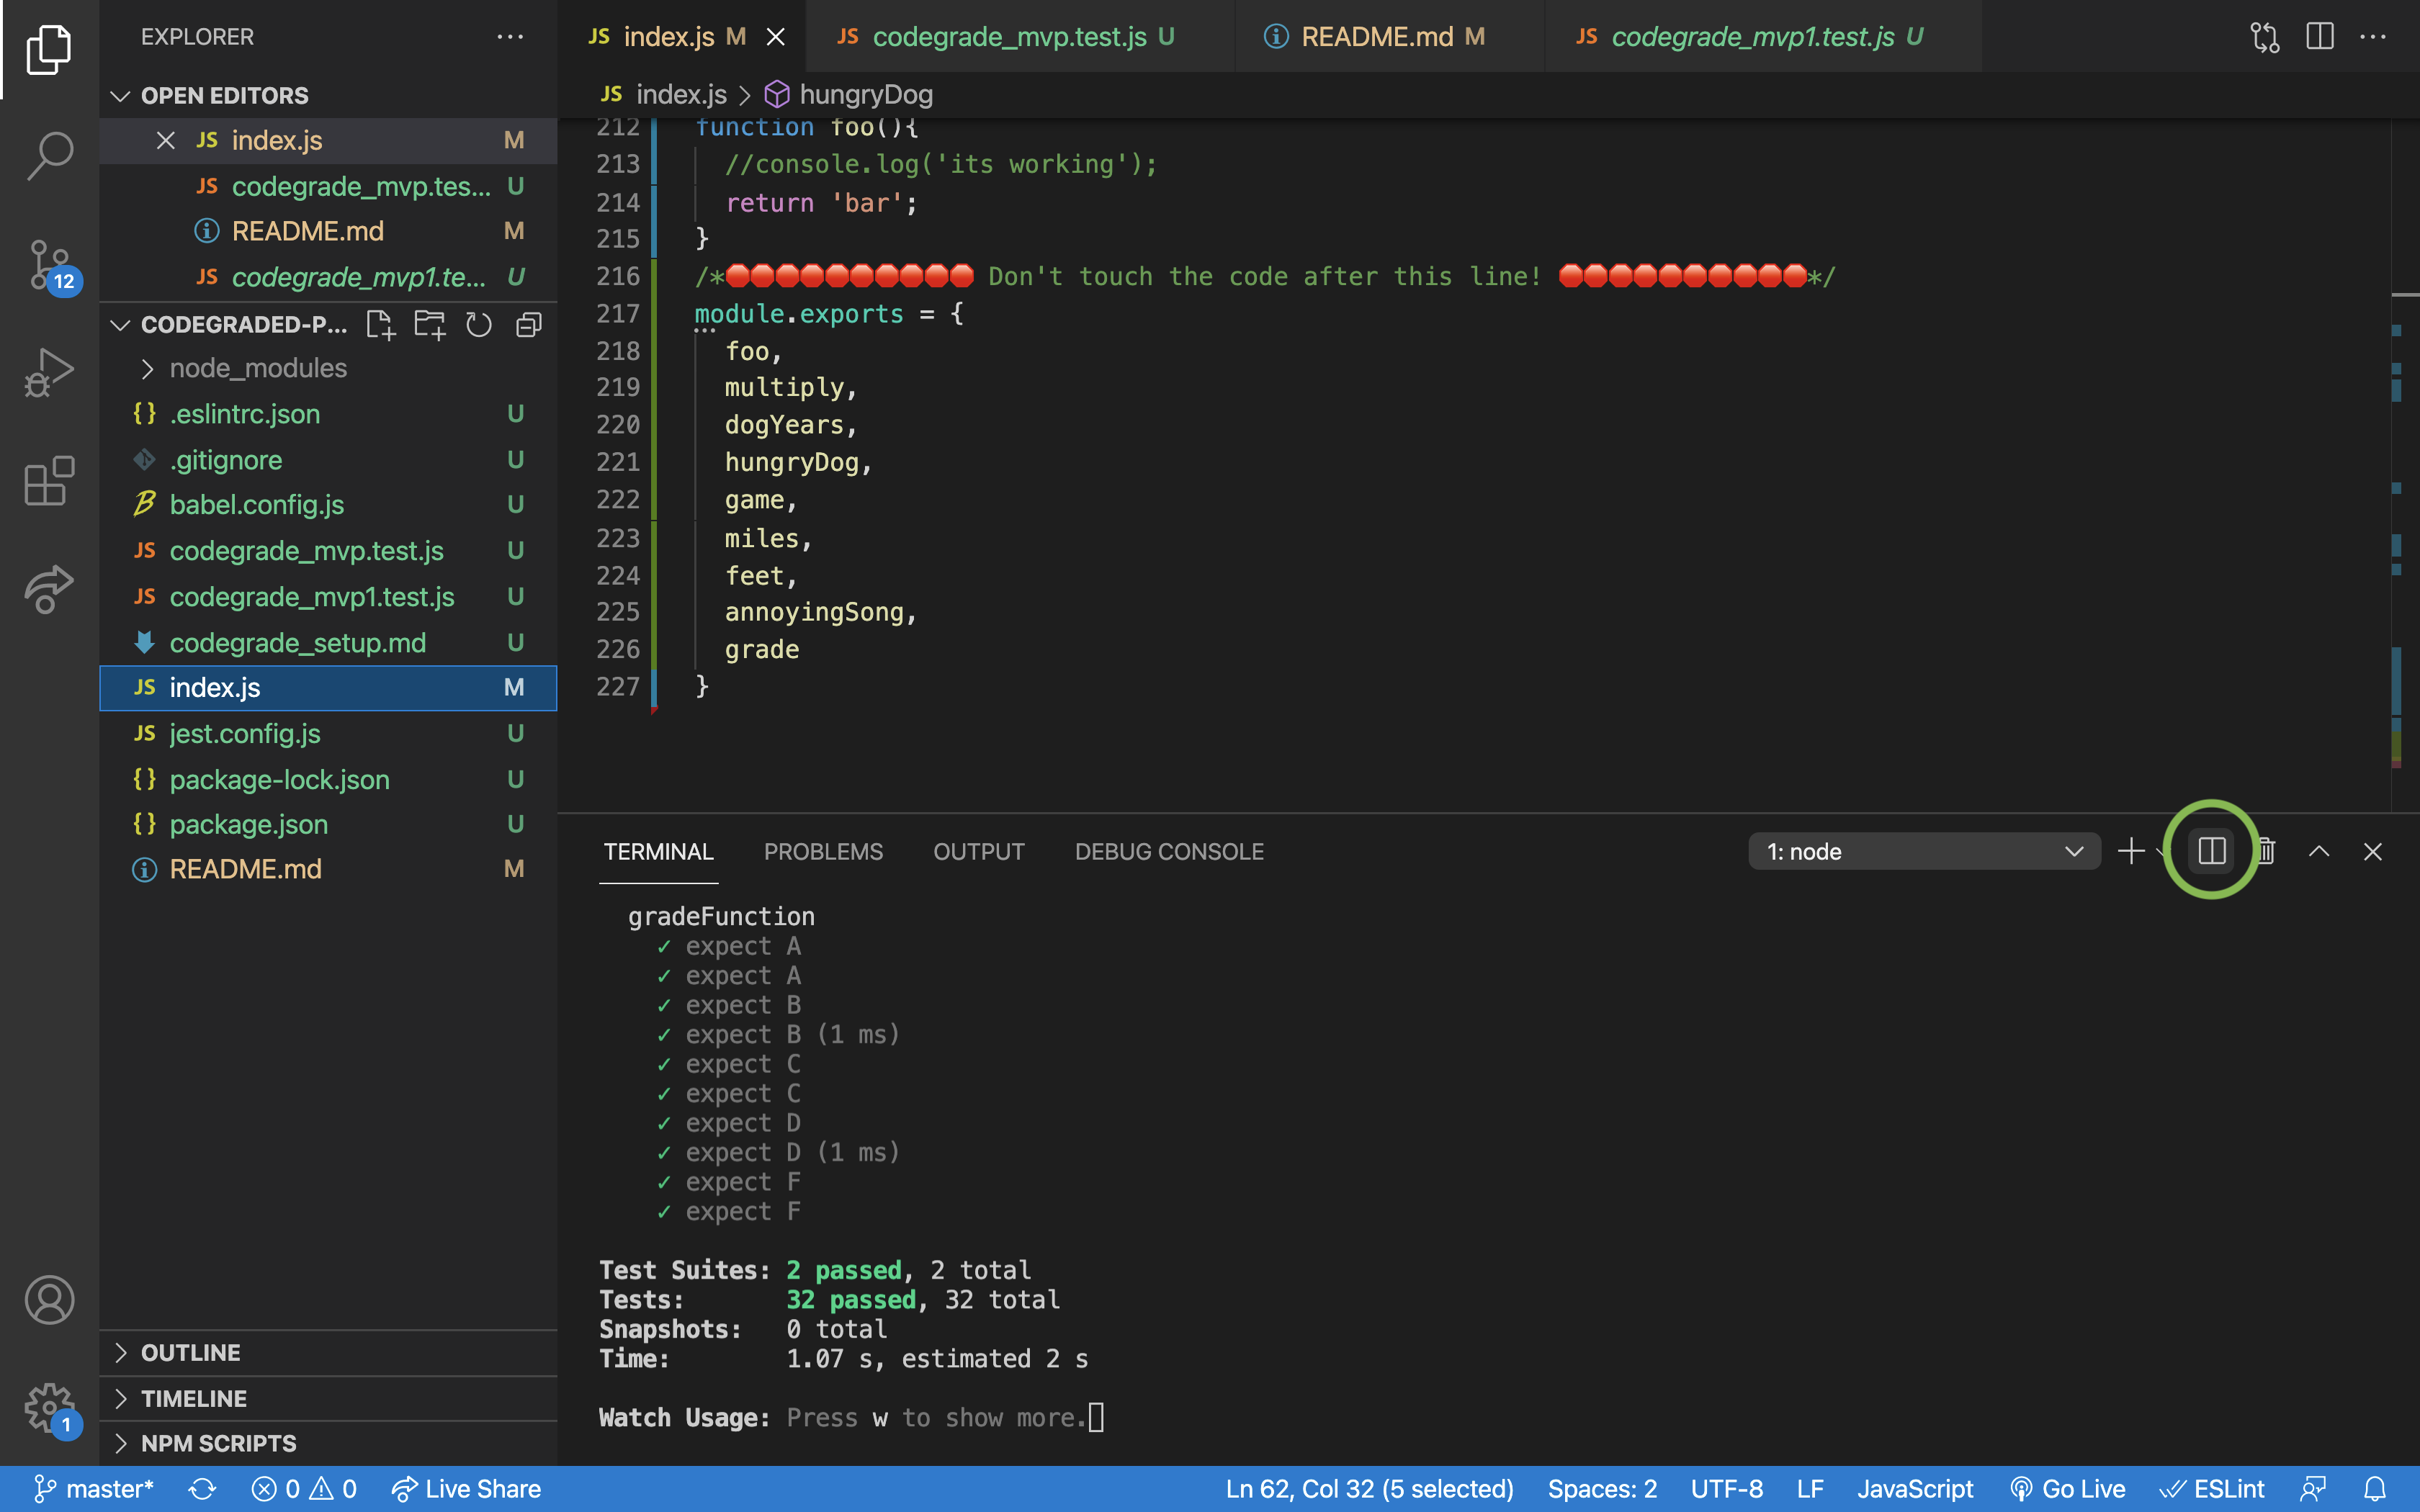 EXPLORER
OPEN EDITORS
JS index.js M
JS codegrade_mvp.tes... U
README.md M
JS codegrade_mvp1.te... U
CODEGRADED-P...
node_modules
{} .eslintrc.json U
.gitignore U
babel.config.js U
JS codegrade_mvp.test.js U
JS codegrade_mvp1.test.js U
codegrade_setup.md U
JS index.js M
JS jest.config.js U
{} package-lock.json U
{} package.json U
README.md M
OUTLINE
TIMELINE
NPM SCRIPTS
12
1
JS index.js M
JS codegrade_mvp.test.js U
README.md M
JS codegrade_mvp1.test.js U
JS index.js > hungryDog
212 function foo(){
213 //console.log('its working');
214 return 'bar';
215 }
216 /*🛑🛑🛑🛑🛑🛑🛑🛑🛑🛑 Don't touch the code after this line! 🛑🛑🛑🛑🛑🛑🛑🛑🛑🛑*/
217 module.exports = {
218 foo,
219 multiply,
220 dogYears,
221 hungryDog,
222 game,
223 miles,
224 feet,
225 annoyingSong,
226 grade
227 }
TERMINAL PROBLEMS OUTPUT DEBUG CONSOLE
1: node
gradeFunction
✓ expect A
✓ expect A
✓ expect B
✓ expect B (1 ms)
✓ expect C
✓ expect C
✓ expect D
✓ expect D (1 ms)
✓ expect F
✓ expect F
Test Suites: 2 passed, 2 total
Tests: 32 passed, 32 total
Snapshots: 0 total
Time: 1.07 s, estimated 2 s
Watch Usage: Press w to show more.
master* 0 0 Live Share Ln 62, Col 32 (5 selected) Spaces: 2 UTF-8 LF JavaScript Go Live ESLint